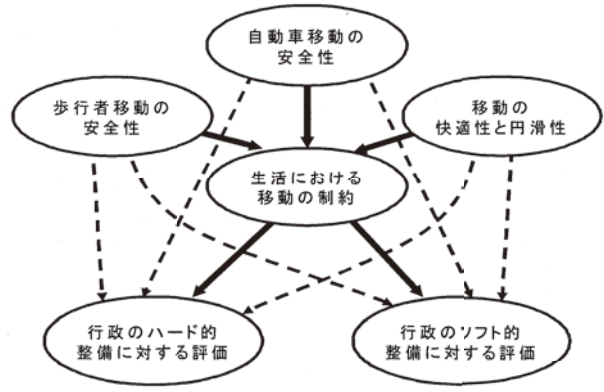 自動車移動の
安全性
歩行者移動の
安全性
移動の
快適性と円滑性
生活における
移動の制約
行政のハード的
整備に対する評価
行政のソフト的
整備に対する評価